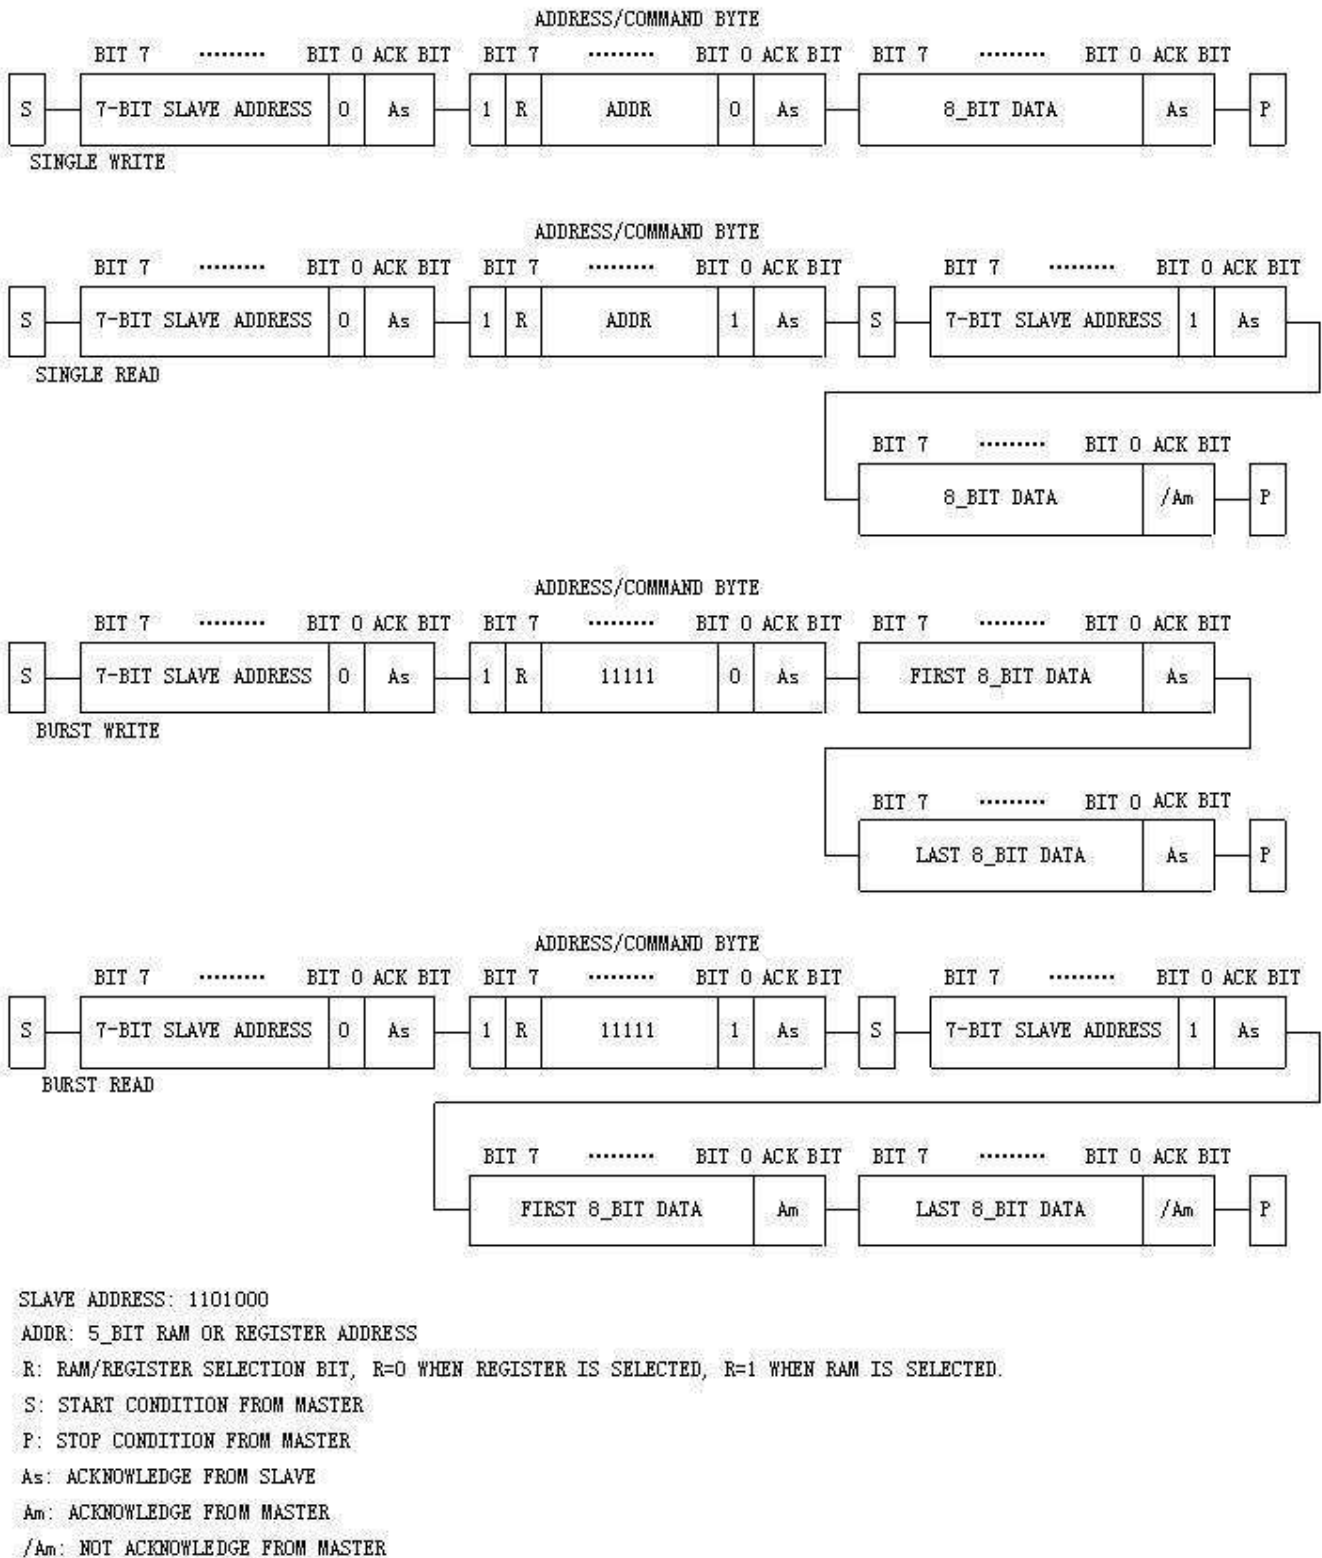 ADDRESS/COMMAND BYTE
BIT 7 ········· BIT 0 ACK BIT BIT 7 ········· BIT 0 ACK BIT BIT 7 ········· BIT 0 ACK BIT
S 7-BIT SLAVE ADDRESS 0 As 1 R ADDR 0 As 8_BIT DATA As P
SINGLE WRITE
ADDRESS/COMMAND BYTE
BIT 7 ········· BIT 0 ACK BIT BIT 7 ········· BIT 0 ACK BIT BIT 7 ········· BIT 0 ACK BIT
S 7-BIT SLAVE ADDRESS 0 As 1 R ADDR 1 As S 7-BIT SLAVE ADDRESS 1 As
SINGLE READ
BIT 7 ········· BIT 0 ACK BIT
8_BIT DATA /Am P
ADDRESS/COMMAND BYTE
BIT 7 ········· BIT 0 ACK BIT BIT 7 ········· BIT 0 ACK BIT BIT 7 ········· BIT 0 ACK BIT
S 7-BIT SLAVE ADDRESS 0 As 1 R 11111 0 As FIRST 8_BIT DATA As
BURST WRITE
BIT 7 ········· BIT 0 ACK BIT
LAST 8_BIT DATA As P
ADDRESS/COMMAND BYTE
BIT 7 ········· BIT 0 ACK BIT BIT 7 ········· BIT 0 ACK BIT BIT 7 ········· BIT 0 ACK BIT
S 7-BIT SLAVE ADDRESS 0 As 1 R 11111 1 As S 7-BIT SLAVE ADDRESS 1 As
BURST READ
BIT 7 ········· BIT 0 ACK BIT BIT 7 ········· BIT 0 ACK BIT
FIRST 8_BIT DATA Am LAST 8_BIT DATA /Am P
SLAVE ADDRESS: 1101000
ADDR: 5_BIT RAM OR REGISTER ADDRESS
R: RAM/REGISTER SELECTION BIT, R=0 WHEN REGISTER IS SELECTED, R=1 WHEN RAM IS SELECTED.
S: START CONDITION FROM MASTER
P: STOP CONDITION FROM MASTER
As: ACKNOWLEDGE FROM SLAVE
Am: ACKNOWLEDGE FROM MASTER
/Am: NOT ACKNOWLEDGE FROM MASTER